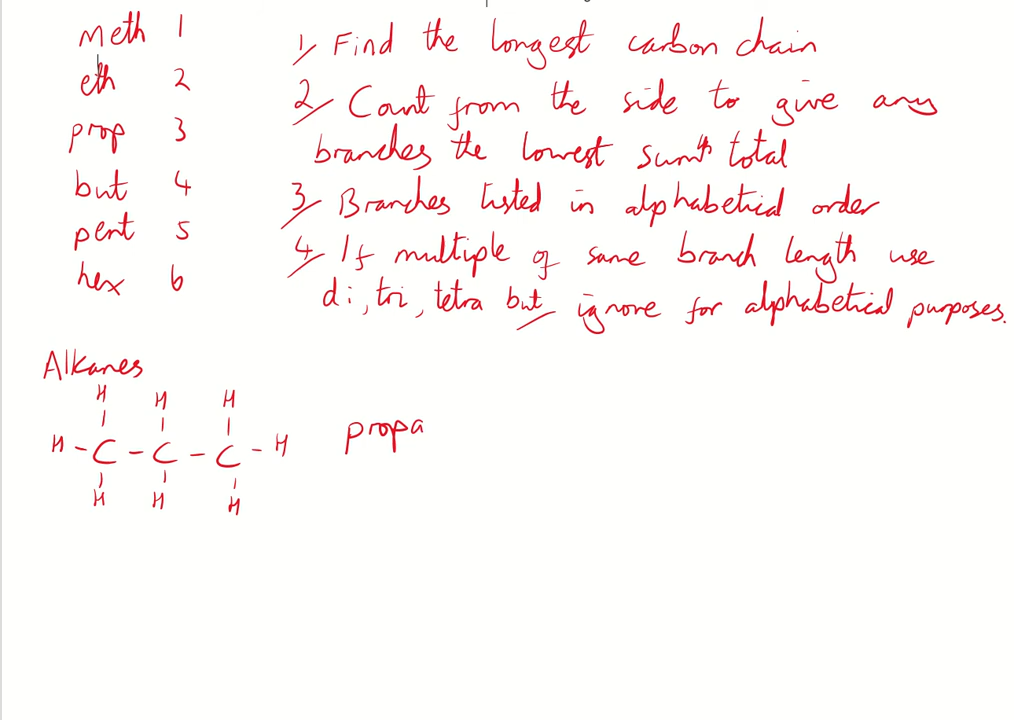 meth 1
eth 2
prop 3
but 4
pent 5
hex 6
1/ Find the longest carbon chain
2/ Count from the side to give any
branches the lowest sum total
3/ Branches listed in alphabetical order
4/ If multiple of same branch length use
di, tri, tetra but ignore for alphabetical purposes.
Alkanes
H H H
H - C - C - C - H
H H H
propa